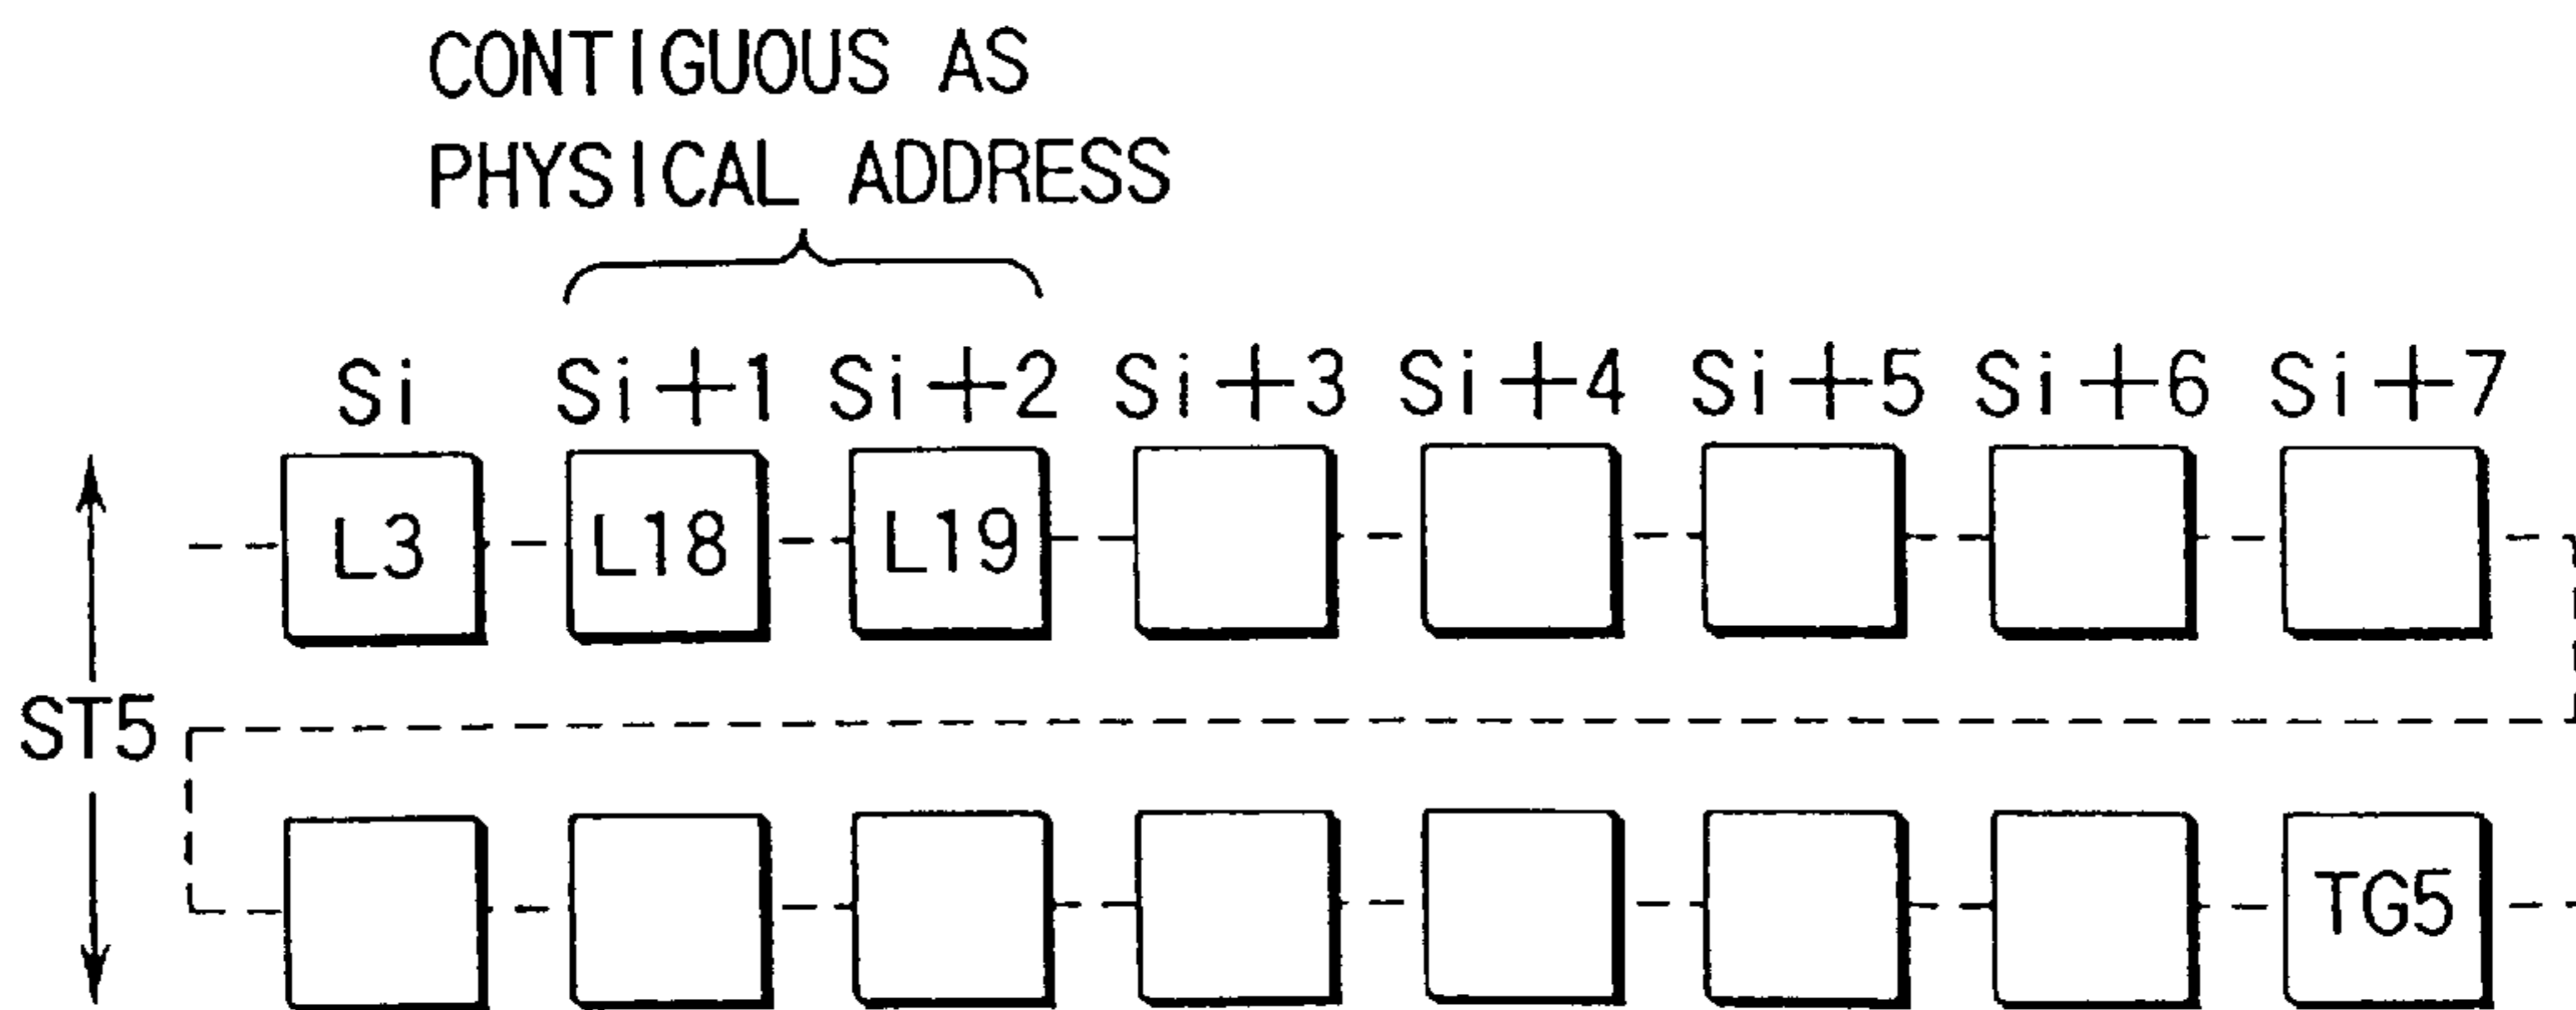 CONTIGUOUS AS
PHYSICAL ADDRESS
Si Si+1 Si+2 Si+3 Si+4 Si+5 Si+6 Si+7
L3 L18 L19
ST5
TG5